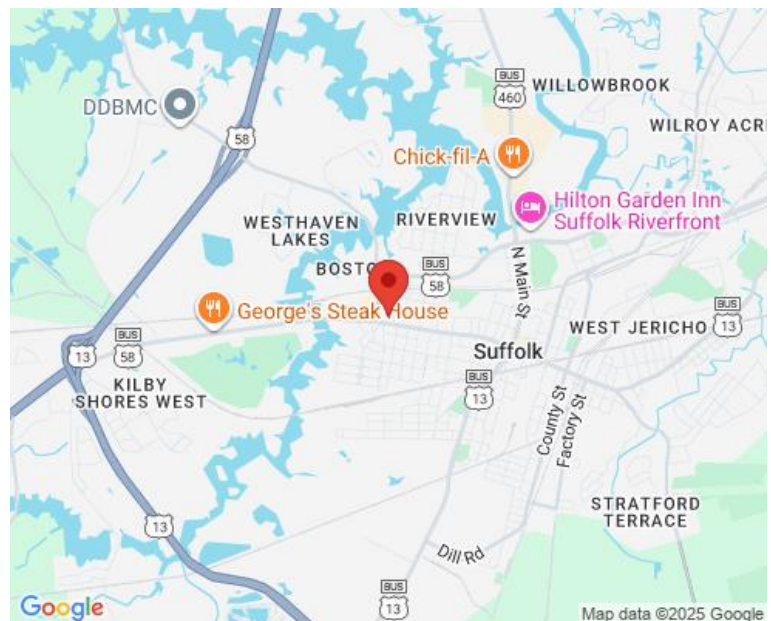 BUS
460
WILLOWBROOK
DDBMC
58
WILROY ACRE
Chick-fil-A
Hilton Garden Inn
Suffolk Riverfront
WESTHAVEN
LAKES
RIVERVIEW
N Main St
BOSTO
BUS
58
George's Steak House
WEST JERICHO
BUS
13
13
BUS
58
Suffolk
KILBY
SHORES WEST
BUS
13
County St
Factory St
STRATFORD
TERRACE
13
Dill Rd
BUS
13
Google
Map data ©2025 Google